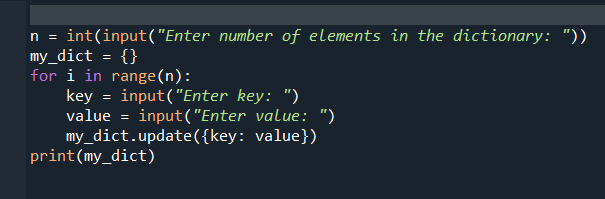 n = int(input("Enter number of elements in the dictionary: "))
my_dict = {}
for i in range(n):
    key = input("Enter key: ")
    value = input("Enter value: ")
    my_dict.update({key: value})
print(my_dict)